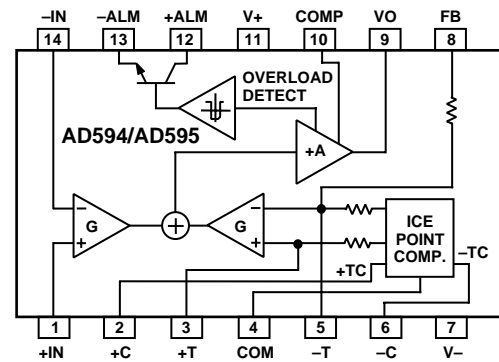 –IN –ALM +ALM V+ COMP VO FB
14 13 12 11 10 9 8
OVERLOAD
DETECT
AD594/AD595
+A
– –
G G
+ +
ICE
POINT
COMP.
+TC
–TC
1 2 3 4 5 6 7
+IN +C +T COM –T –C V–